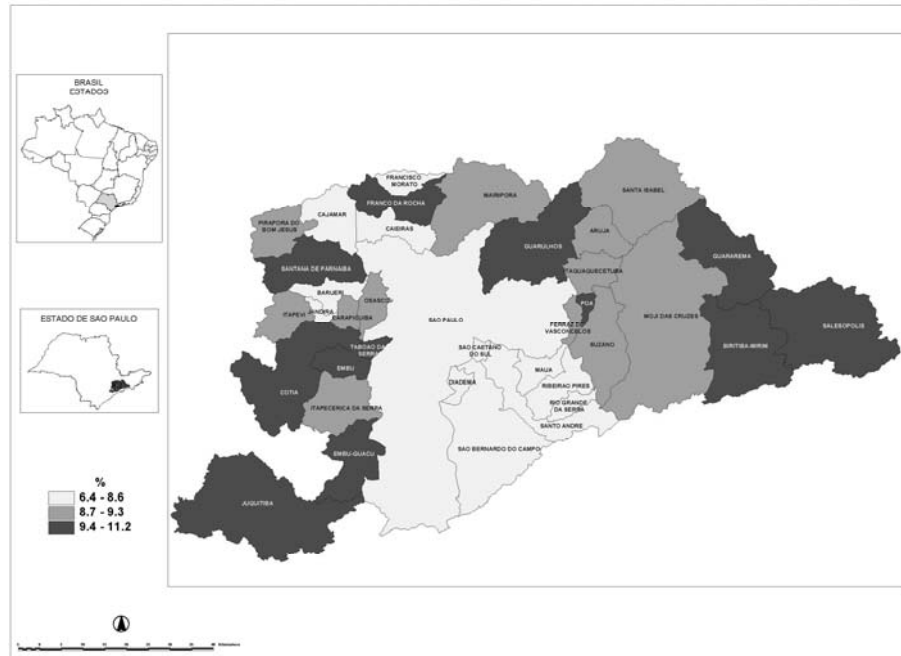 BRASIL
ESTADOS
ESTADO DE SAO PAULO
FRANCISCO
MORATO
FRANCO DA ROCHA
MAIRIPORA
SANTA ISABEL
CAJAMAR
CAIEIRAS
PIRAPORA DO
BOM JESUS
ARUJA
GUARULHOS
GUARAREMA
SANTANA DE PARNAIBA
ITAQUAQUECETUBA
BARUERI
OSASCO
JANDIRA
CARAPICUIBA
ITAPEVI
POA
SALESOPOLIS
SAO PAULO
FERRAZ DE
VASCONCELOS
MOJI DAS CRUZES
SUZANO
BIRITIBA-MIRIM
TABOAO DA
SERRA
SAO CAETANO
DO SUL
EMBU
MAUA
DIADEMA
RIBEIRAO PIRES
COTIA
RIO GRANDE
DA SERRA
ITAPECERICA DA SERRA
SANTO ANDRE
SAO BERNARDO DO CAMPO
EMBU-GUACU
JUQUITIBA
%
6.4 - 8.6
8.7 - 9.3
9.4 - 11.2